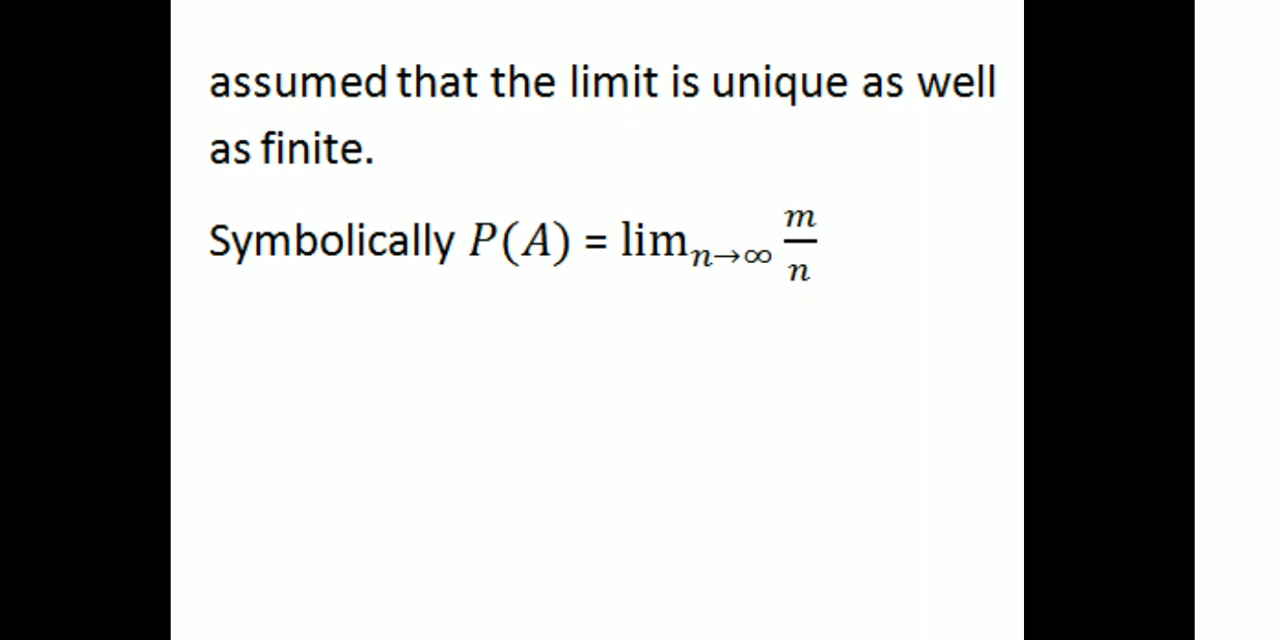 assumed that the limit is unique as well
as finite.
Symbolically P(A) = lim_{n→∞} m/n